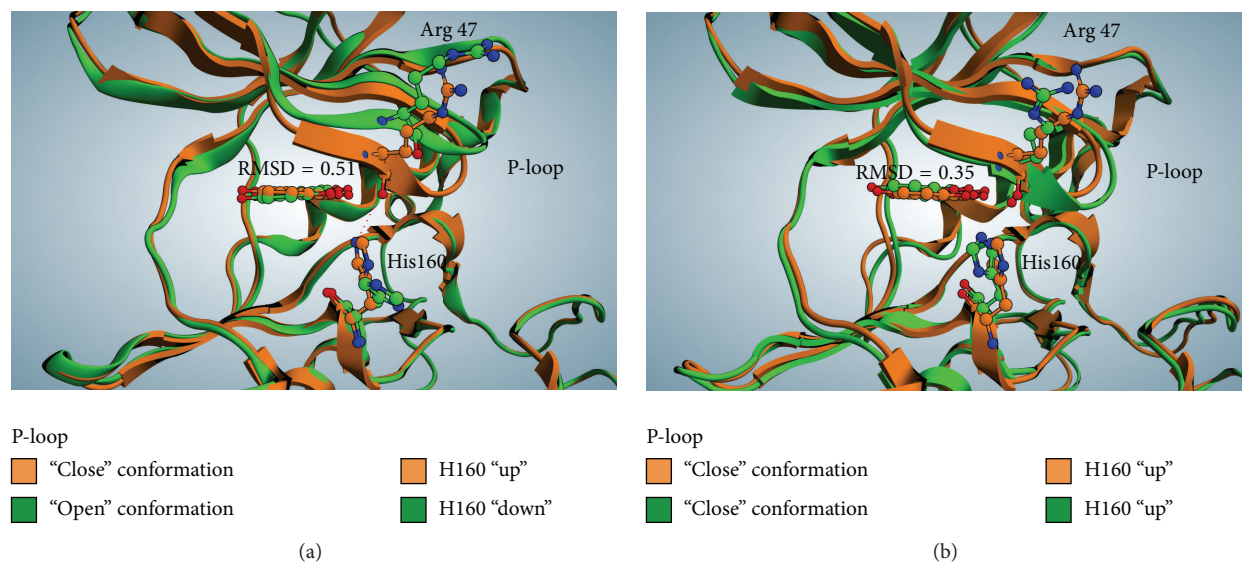 Arg 47
P-loop
RMSD = 0.51
His160
P-loop
"Close" conformation
H160 "up"
"Open" conformation
H160 "down"
(a)
Arg 47
P-loop
RMSD = 0.35
His160
P-loop
"Close" conformation
H160 "up"
"Close" conformation
H160 "up"
(b)